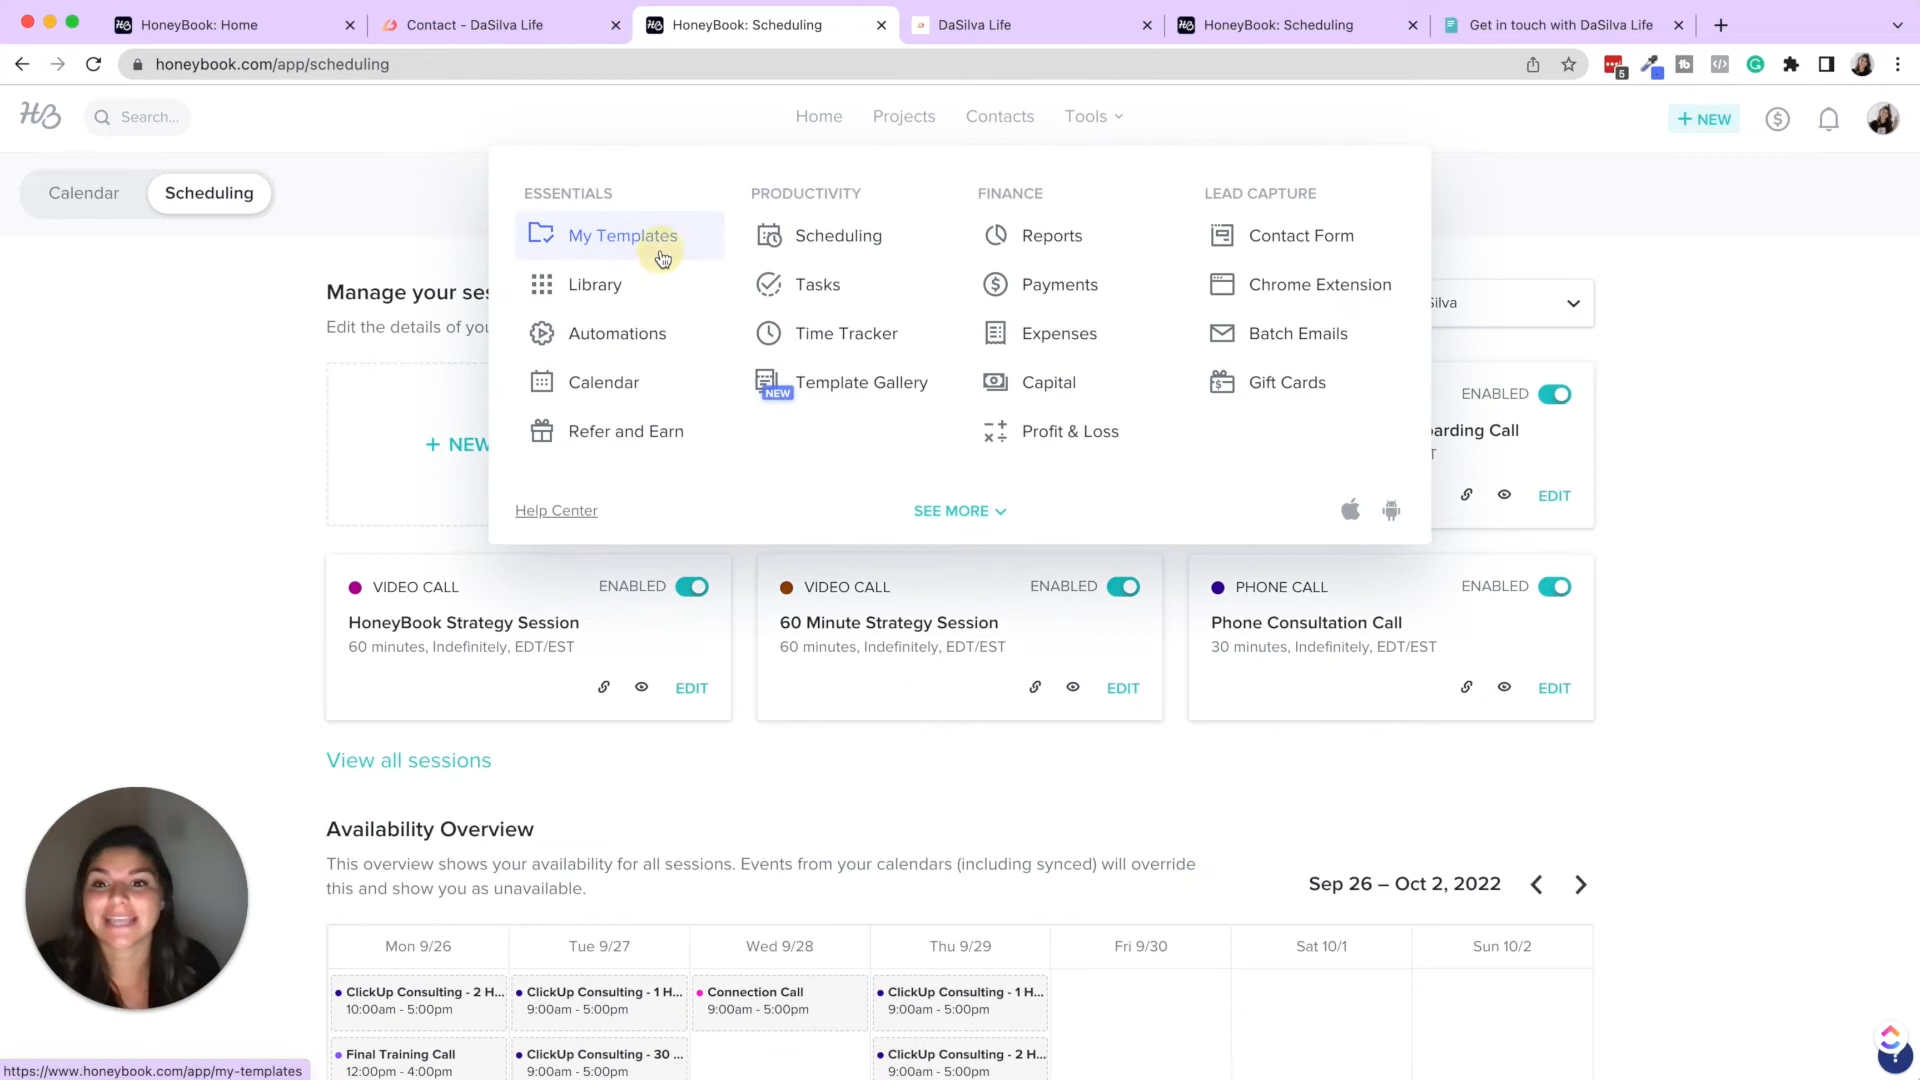 HoneyBook: Home
Contact - DaSilva Life
HoneyBook: Scheduling
DaSilva Life
HoneyBook: Scheduling
Get in touch with DaSilva Life
honeybook.com/app/scheduling
5
HB
Search...
Home
Projects
Contacts
Tools
+ NEW
Calendar
Scheduling
ESSENTIALS
My Templates
Library
Automations
Calendar
Refer and Earn
PRODUCTIVITY
Scheduling
Tasks
Time Tracker
NEW
Template Gallery
FINANCE
Reports
Payments
Expenses
Capital
Profit & Loss
LEAD CAPTURE
Contact Form
Chrome Extension
Batch Emails
Gift Cards
Help Center
SEE MORE
Manage your
Edit the details of
+ NEW
ENABLED
Call
EDIT
VIDEO CALL
ENABLED
HoneyBook Strategy Session
60 minutes, Indefinitely, EDT/EST
EDIT
VIDEO CALL
ENABLED
60 Minute Strategy Session
60 minutes, Indefinitely, EDT/EST
EDIT
PHONE CALL
ENABLED
Phone Consultation Call
30 minutes, Indefinitely, EDT/EST
EDIT
View all sessions
Availability Overview
This overview shows your availability for all sessions. Events from your calendars (including synced) will override
this and show you as unavailable.
Sep 26 – Oct 2, 2022
Mon 9/26
Tue 9/27
Wed 9/28
Thu 9/29
Fri 9/30
Sat 10/1
Sun 10/2
ClickUp Consulting - 2 H...
10:00am - 5:00pm
ClickUp Consulting - 1 H...
9:00am - 5:00pm
Connection Call
9:00am - 5:00pm
ClickUp Consulting - 1 H...
9:00am - 5:00pm
Final Training Call
12:00pm - 4:00pm
ClickUp Consulting - 30 ...
9:00am - 5:00pm
ClickUp Consulting - 2 H...
9:00am - 5:00pm
https://www.honeybook.com/app/my-templates